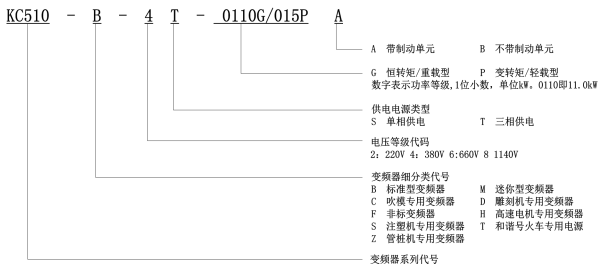 KC510 - B - 4 T - 0110G/015P A
A 带制动单元 B 不带制动单元
G 恒转矩/重载型 P 变转矩/轻载型
数字表示功率等级,1位小数, 单位kW。0110即11.0kW
供电电源类型
S 单相供电 T 三相供电
电压等级代码
2: 220V 4: 380V 6:660V 8 1140V
变频器细分类代号
B 标准型变频器 M 迷你型变频器
C 吹模专用变频器 D 雕刻机专用变频器
F 非标变频器 H 高速电机专用变频器
S 注塑机专用变频器 T 和谐号火车专用电源
Z 管桩机专用变频器
变频器系列代号